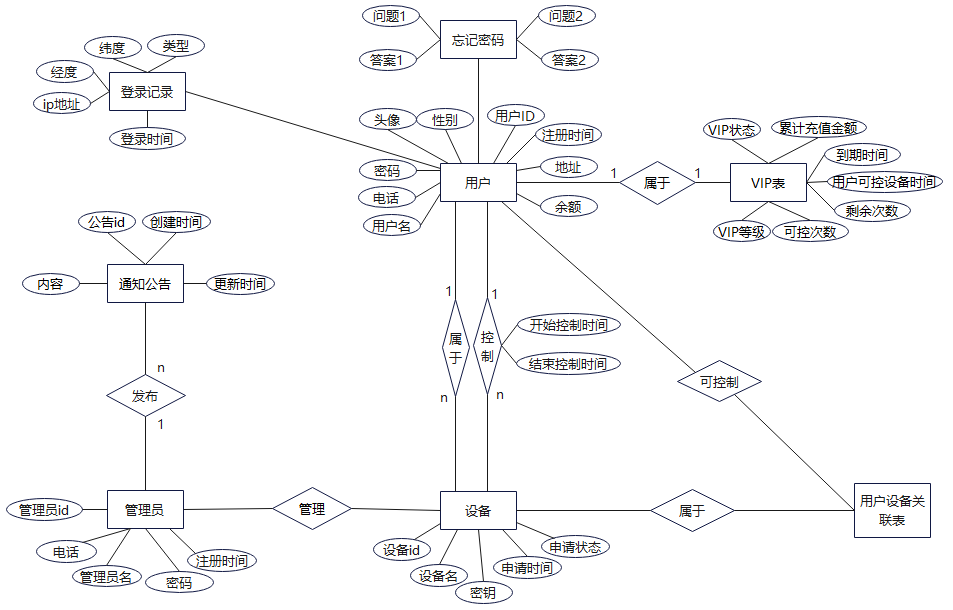 问题1
问题2
忘记密码
答案1
答案2
纬度
类型
经度
登录记录
ip地址
登录时间
头像
性别
用户ID
注册时间
密码
地址
电话
用户
余额
用户名
1
属于
1
VIP状态
累计充值金额
到期时间
VIP表
用户可控设备时间
剩余次数
VIP等级
可控次数
公告id
创建时间
内容
通知公告
更新时间
n
发布
1
1
属于
n
1
控制
n
开始控制时间
结束控制时间
可控制
管理员id
管理员
管理
设备
属于
用户设备关
联表
电话
管理员名
密码
注册时间
设备id
设备名
密钥
申请时间
申请状态